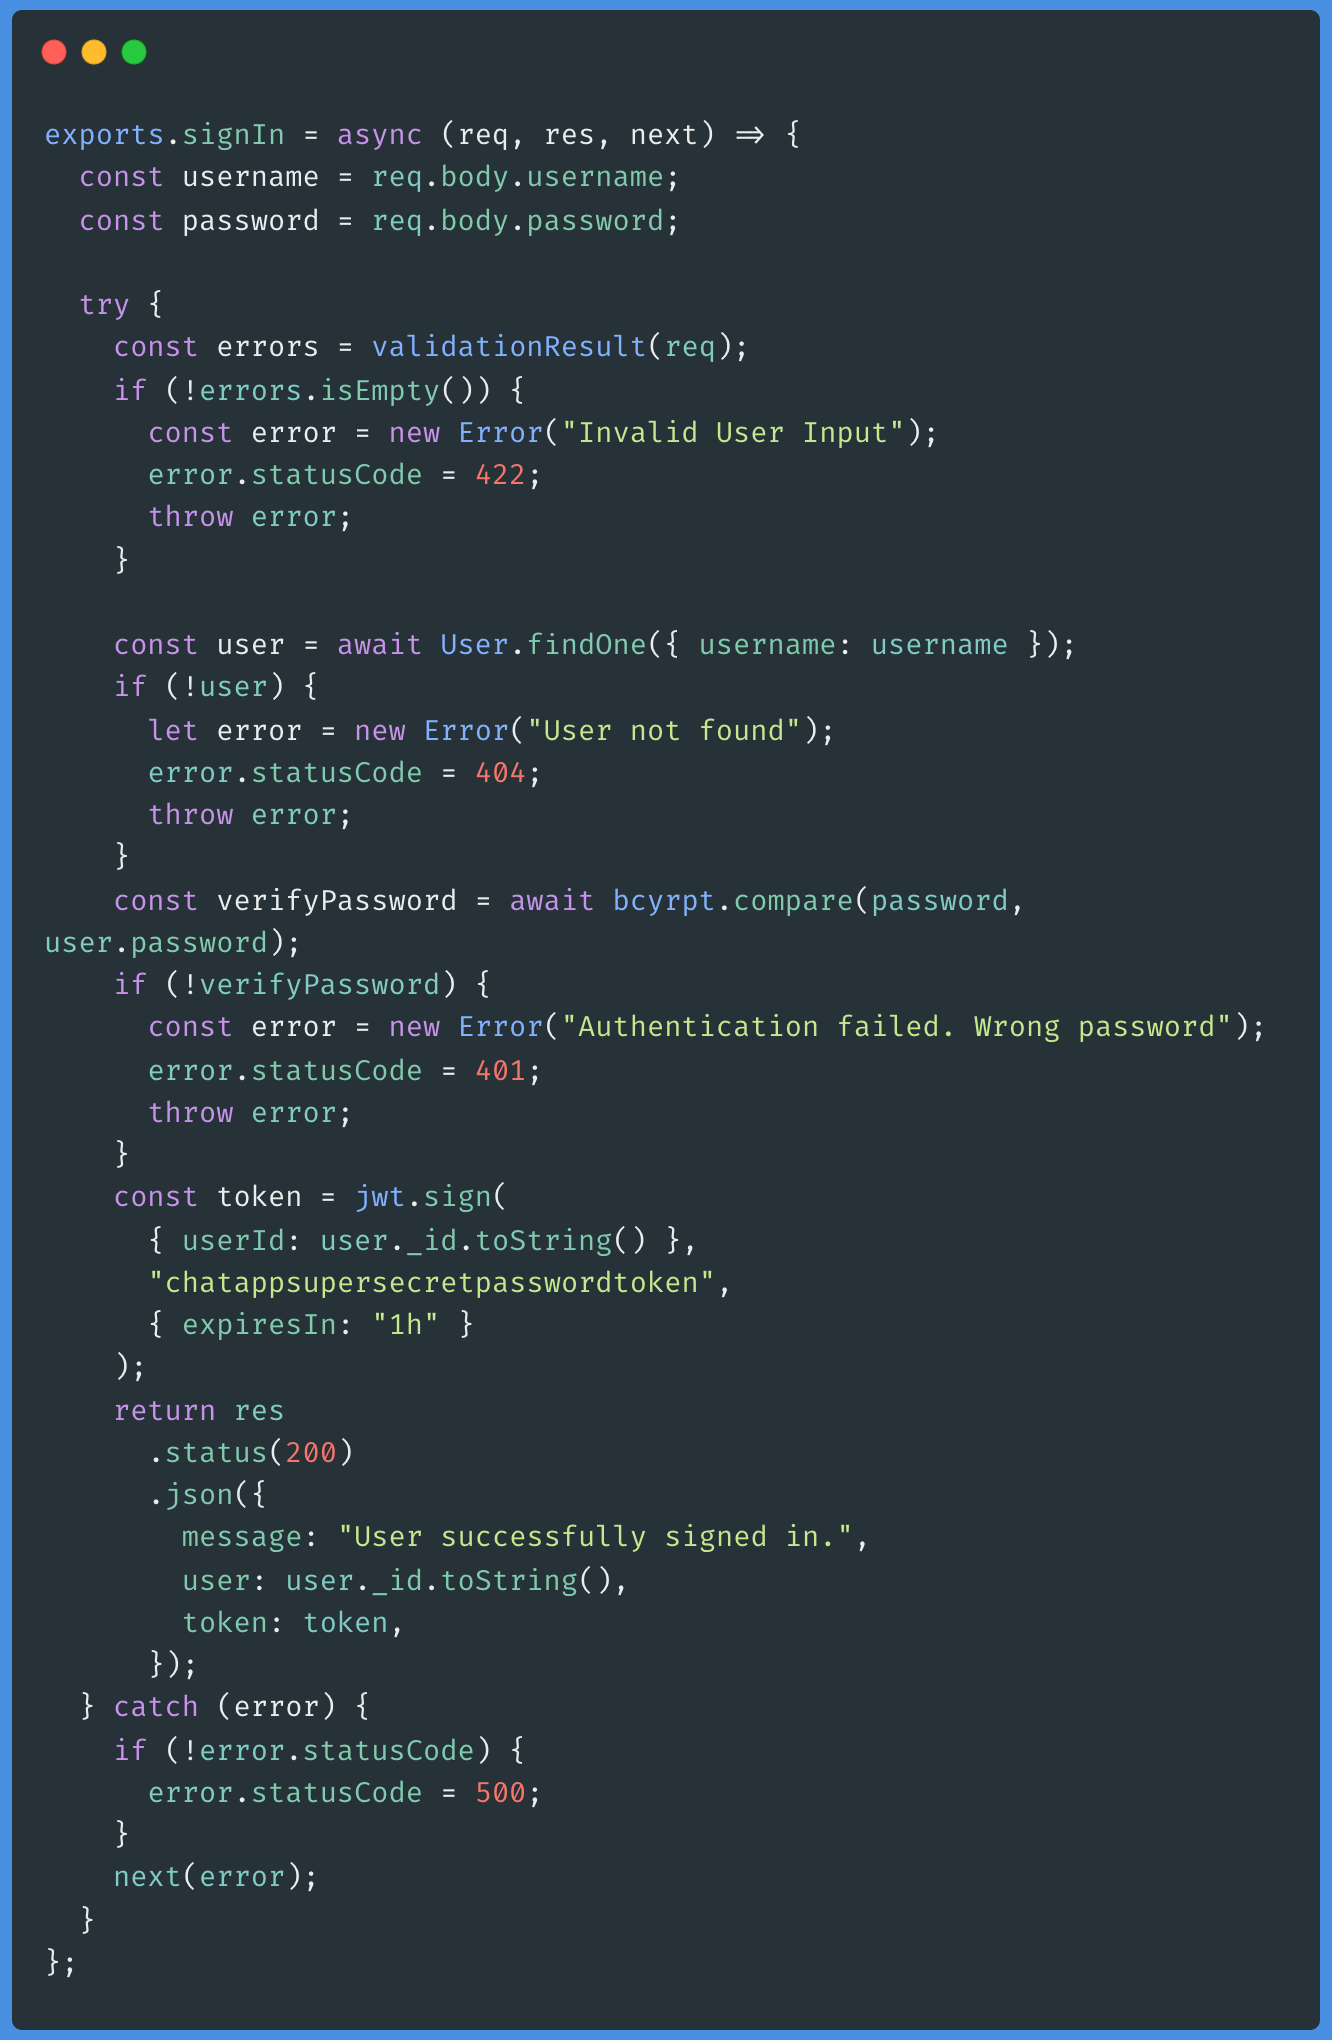 exports.signIn = async (req, res, next) => {
  const username = req.body.username;
  const password = req.body.password;

  try {
    const errors = validationResult(req);
    if (!errors.isEmpty()) {
      const error = new Error("Invalid User Input");
      error.statusCode = 422;
      throw error;
    }

    const user = await User.findOne({ username: username });
    if (!user) {
      let error = new Error("User not found");
      error.statusCode = 404;
      throw error;
    }
    const verifyPassword = await bcyrpt.compare(password,
user.password);
    if (!verifyPassword) {
      const error = new Error("Authentication failed. Wrong password");
      error.statusCode = 401;
      throw error;
    }
    const token = jwt.sign(
      { userId: user._id.toString() },
      "chatappsupersecretpasswordtoken",
      { expiresIn: "1h" }
    );
    return res
      .status(200)
      .json({
        message: "User successfully signed in.",
        user: user._id.toString(),
        token: token,
      });
  } catch (error) {
    if (!error.statusCode) {
      error.statusCode = 500;
    }
    next(error);
  }
};